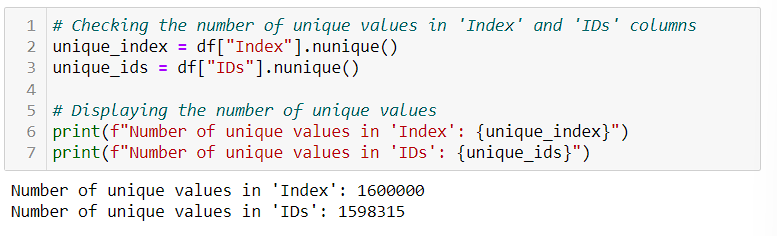 1 # Checking the number of unique values in 'Index' and 'IDs' columns
2 unique_index = df["Index"].nunique()
3 unique_ids = df["IDs"].nunique()
4
5 # Displaying the number of unique values
6 print(f"Number of unique values in 'Index': {unique_index}")
7 print(f"Number of unique values in 'IDs': {unique_ids}")
Number of unique values in 'Index': 1600000
Number of unique values in 'IDs': 1598315